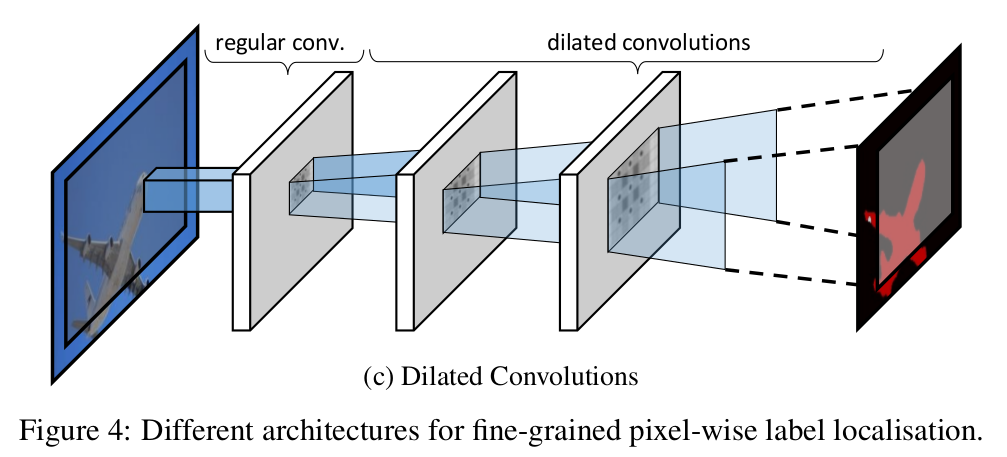 regular conv.
dilated convolutions
(c) Dilated Convolutions
Figure 4: Different architectures for fine-grained pixel-wise label localisation.